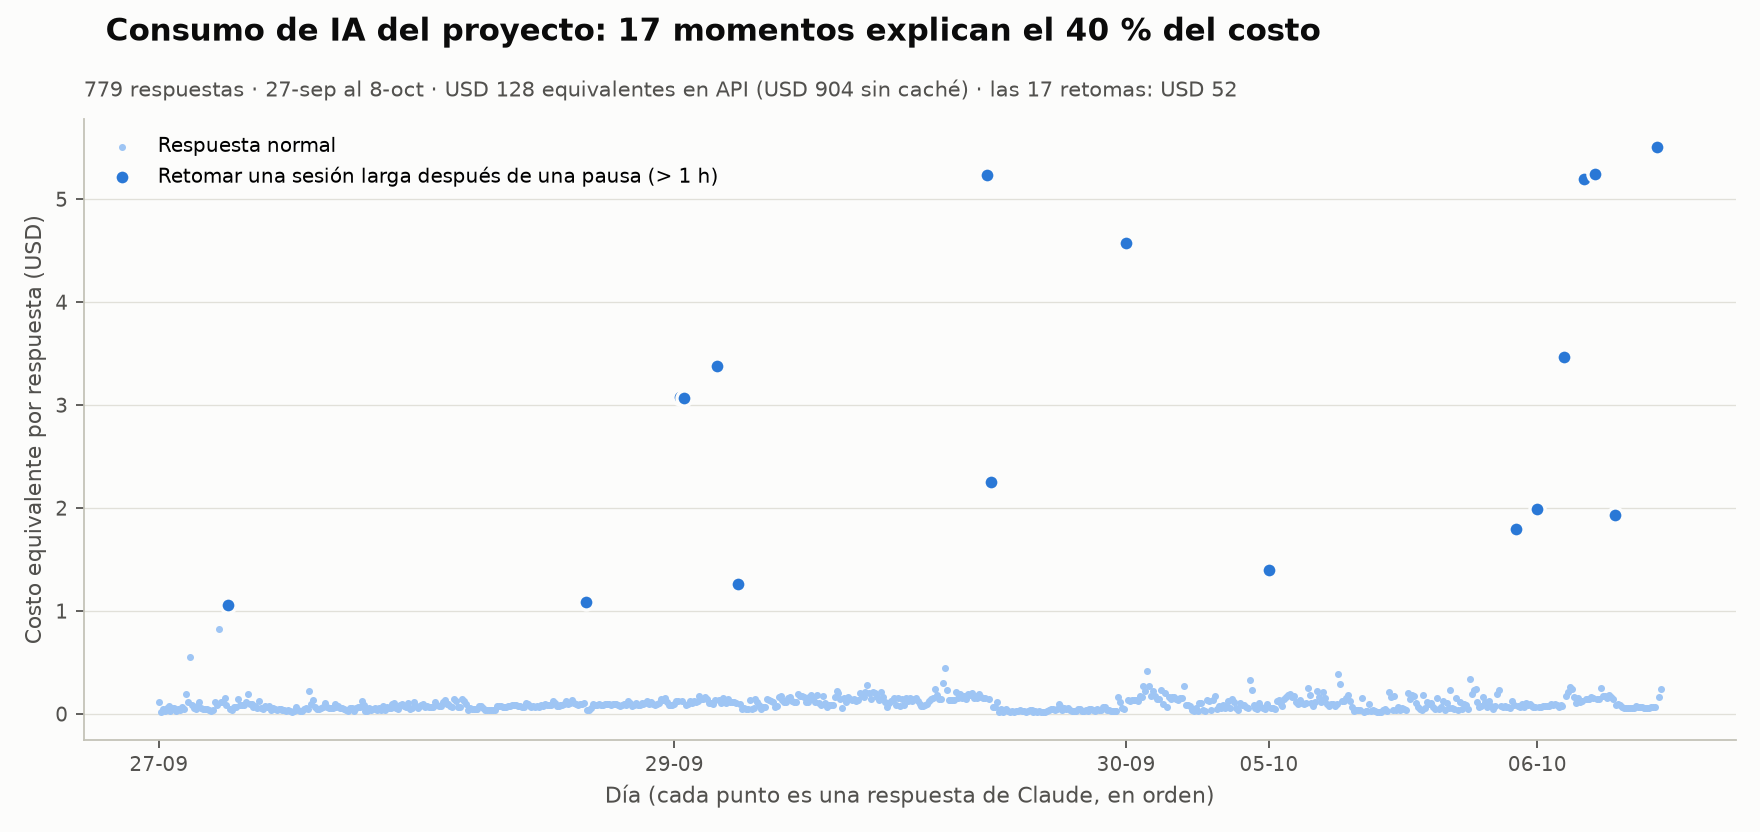 Consumo de IA del proyecto: 17 momentos explican el 40 % del costo
779 respuestas · 27-sep al 8-oct · USD 128 equivalentes en API (USD 904 sin caché) · las 17 retomas: USD 52
Respuesta normal
Retomar una sesión larga después de una pausa (> 1 h)
Costo equivalente por respuesta (USD)
5
4
3
2
1
0
27-09
29-09
30-09
05-10
06-10
Día (cada punto es una respuesta de Claude, en orden)